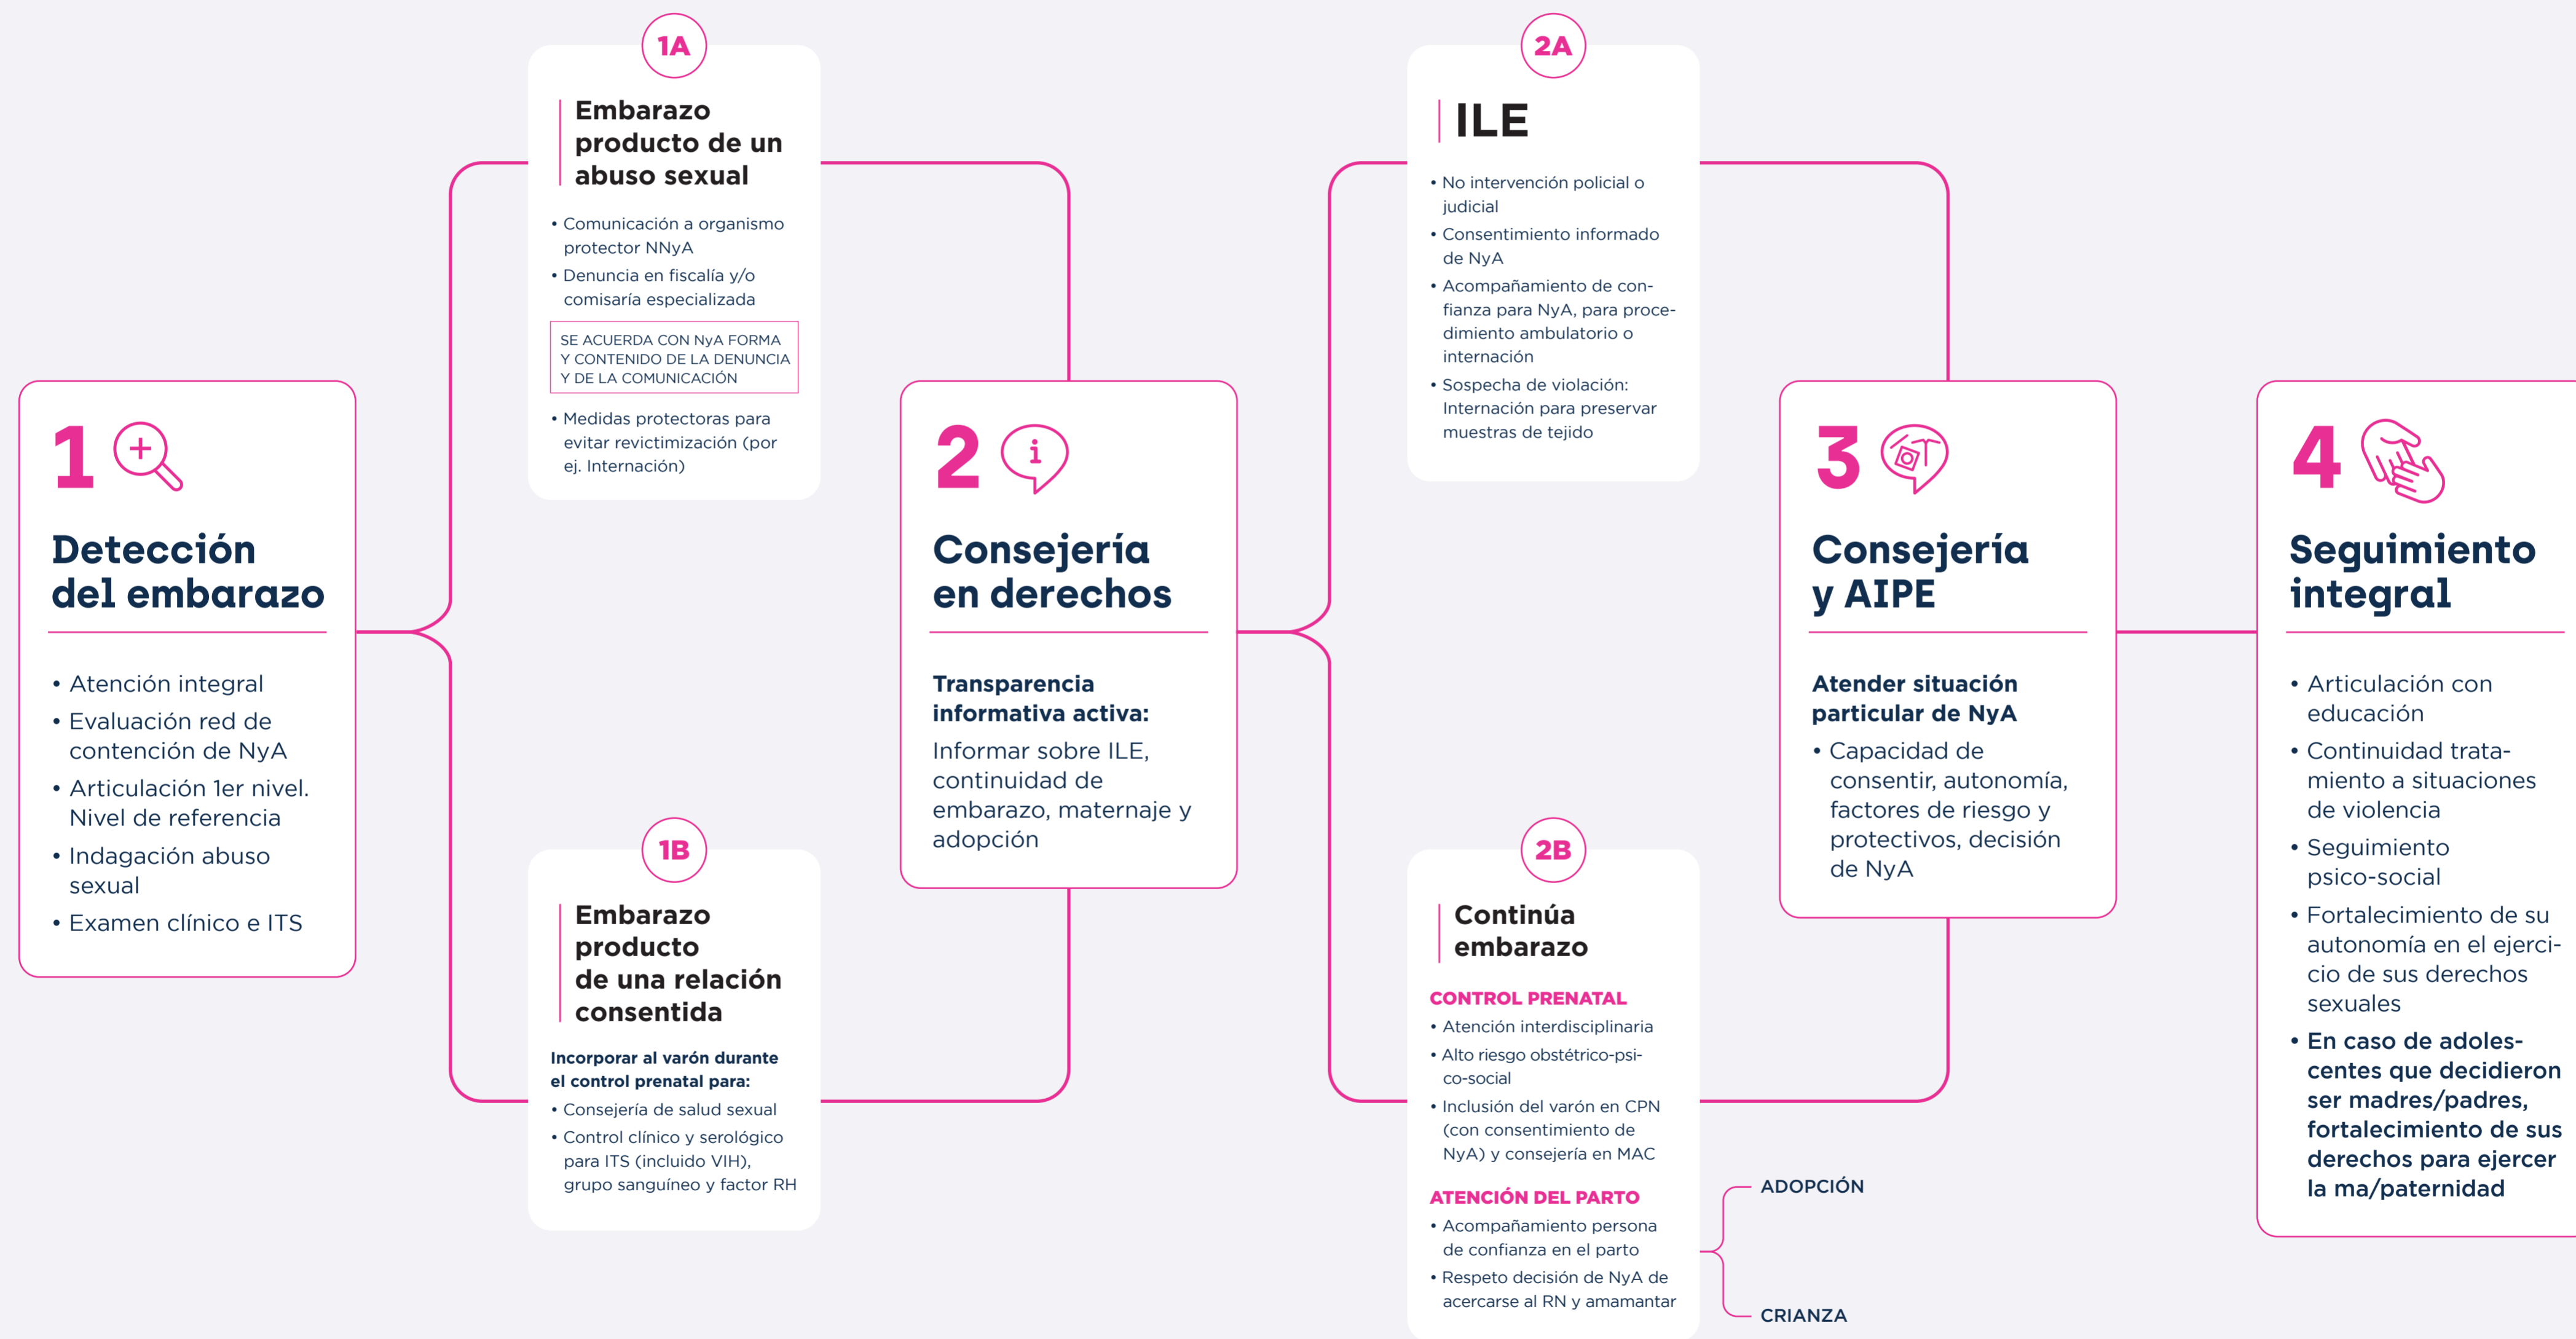 1
Detección
del embarazo
• Atención integral
• Evaluación red de
contención de NyA
• Articulación 1er nivel.
Nivel de referencia
• Indagación abuso
sexual
• Examen clínico e ITS
1A
Embarazo
producto de un
abuso sexual
• Comunicación a organismo
protector NNyA
• Denuncia en fiscalía y/o
comisaría especializada
SE ACUERDA CON NyA FORMA
Y CONTENIDO DE LA DENUNCIA
Y DE LA COMUNICACIÓN
• Medidas protectoras para
evitar revictimización (por
ej. Internación)
1B
Embarazo
producto
de una relación
consentida
Incorporar al varón durante
el control prenatal para:
• Consejería de salud sexual
• Control clínico y serológico
para ITS (incluido VIH),
grupo sanguíneo y factor RH
2
i
Consejería
en derechos
Transparencia
informativa activa:
Informar sobre ILE,
continuidad de
embarazo, maternaje y
adopción
2A
ILE
• No intervención policial o
judicial
• Consentimiento informado
de NyA
• Acompañamiento de con-
fianza para NyA, para proce-
dimiento ambulatorio o
internación
• Sospecha de violación:
Internación para preservar
muestras de tejido
2B
Continúa
embarazo
CONTROL PRENATAL
• Atención interdisciplinaria
• Alto riesgo obstétrico-psi-
co-social
• Inclusión del varón en CPN
(con consentimiento de
NyA) y consejería en MAC
ATENCIÓN DEL PARTO
• Acompañamiento persona
de confianza en el parto
• Respeto decisión de NyA de
acercarse al RN y amamantar
ADOPCIÓN
CRIANZA
3
Consejería
y AIPE
Atender situación
particular de NyA
• Capacidad de
consentir, autonomía,
factores de riesgo y
protectivos, decisión
de NyA
4
Seguimiento
integral
• Articulación con
educación
• Continuidad trata-
miento a situaciones
de violencia
• Seguimiento
psico-social
• Fortalecimiento de su
autonomía en el ejerci-
cio de sus derechos
sexuales
• En caso de adoles-
centes que decidieron
ser madres/padres,
fortalecimiento de sus
derechos para ejercer
la ma/paternidad